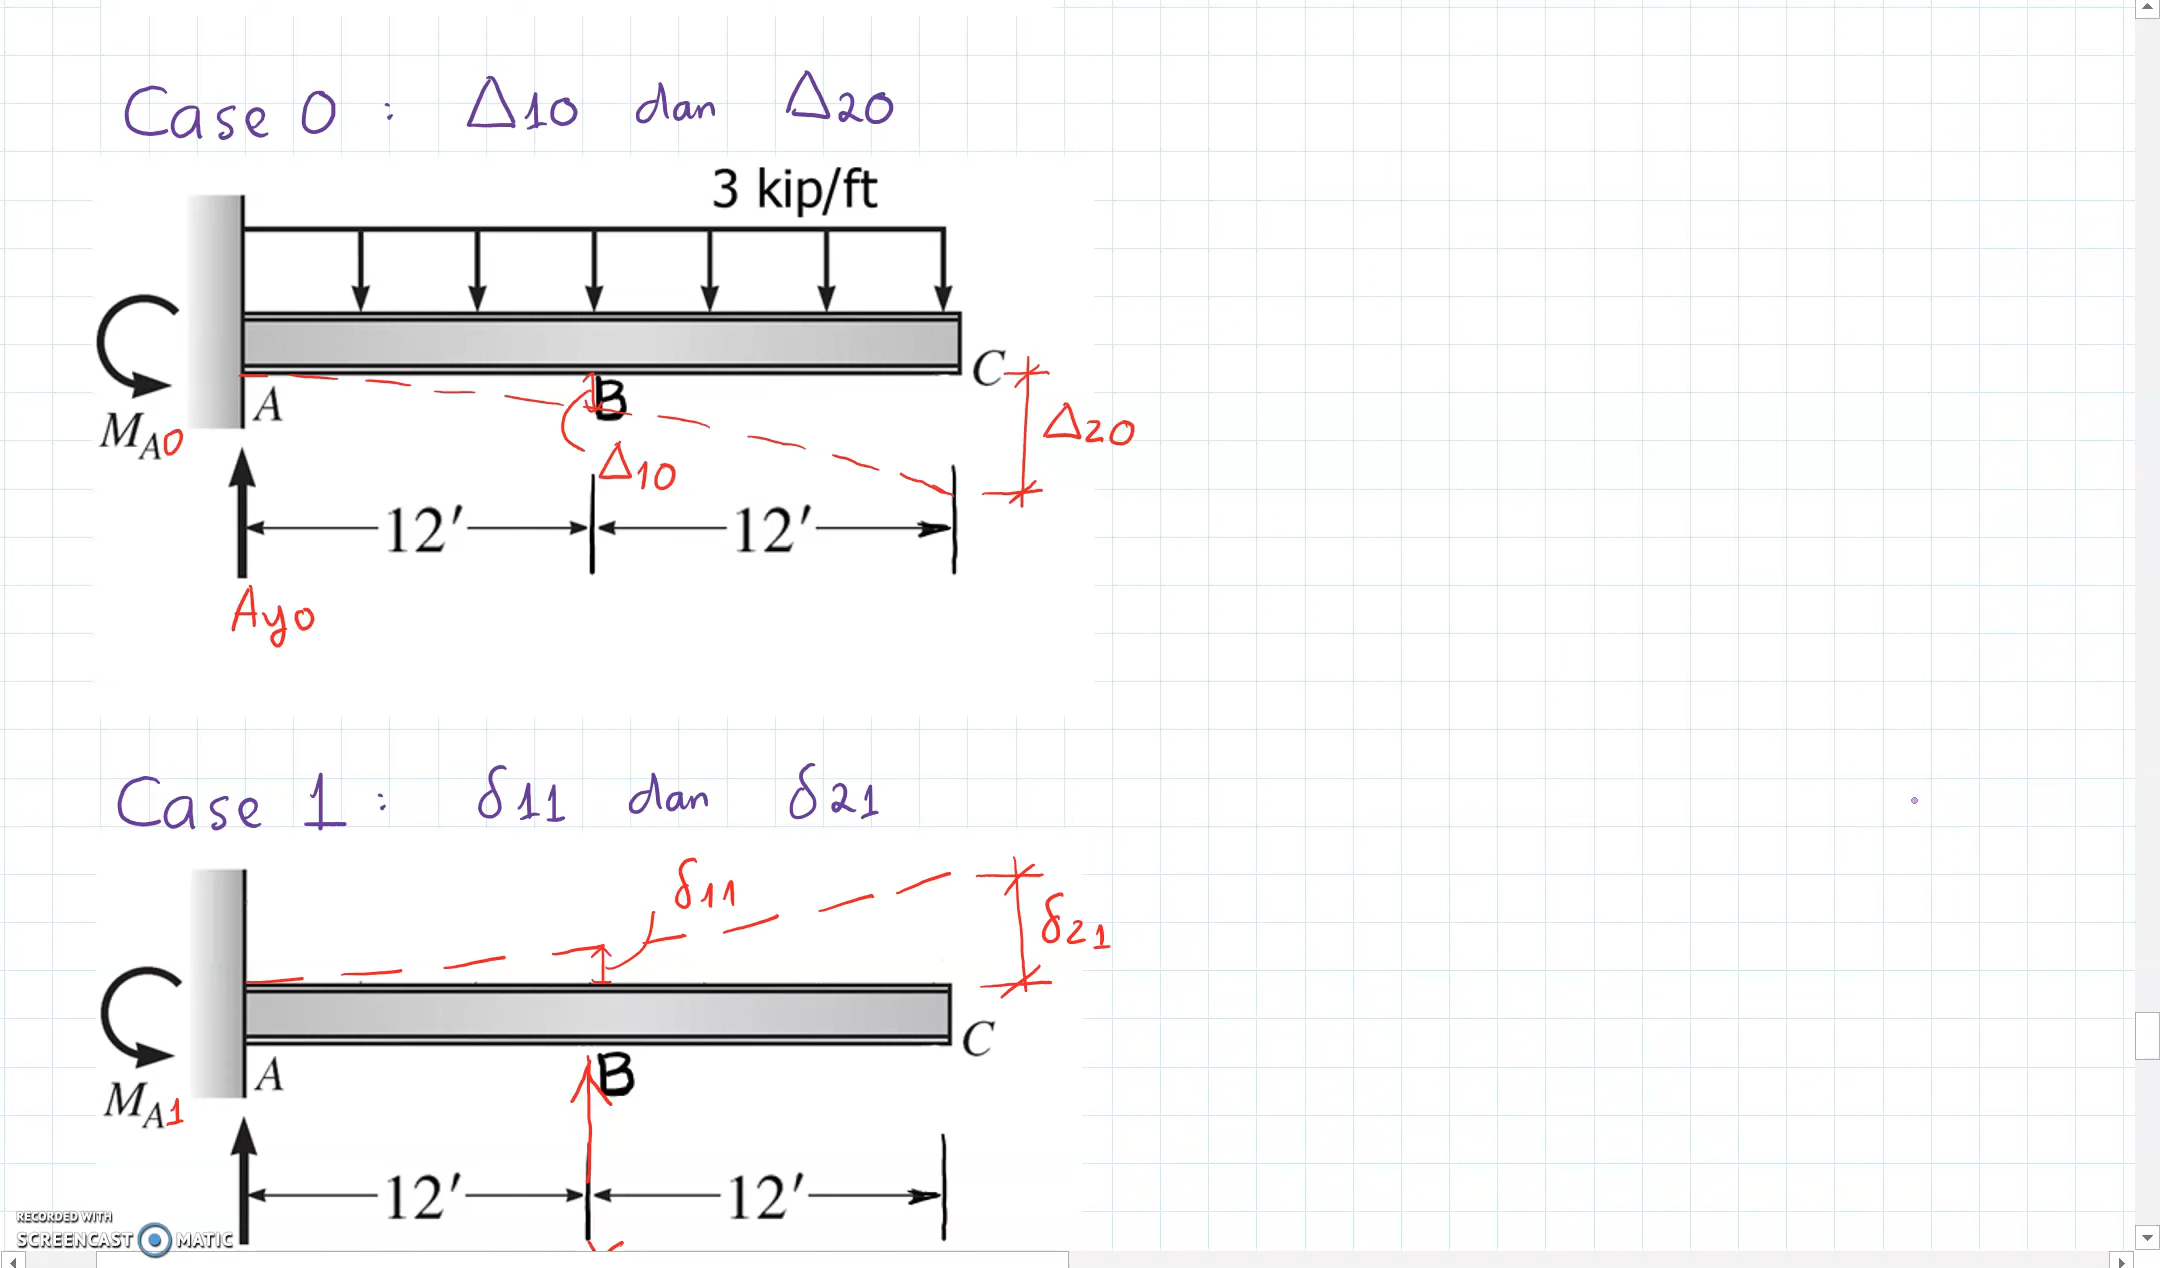 Case 0 : Δ10 dan Δ20
3 kip/ft
C
A
B
MA0
Δ20
Δ10
12′ 12′
Ay0
Case 1 : δ11 dan δ21
δ11
δ21
C
A
B
MA1
12′ 12′
RECORDED WITH
SCREENCAST MATIC